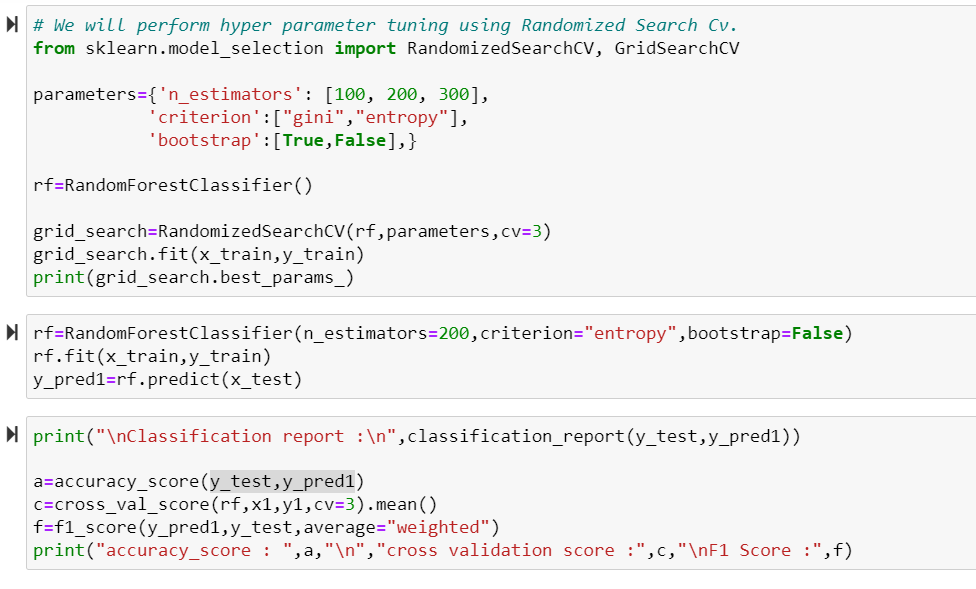 # We will perform hyper parameter tuning using Randomized Search Cv.
from sklearn.model_selection import RandomizedSearchCV, GridSearchCV
parameters={'n_estimators': [100, 200, 300],
'criterion':["gini","entropy"],
'bootstrap':[True,False],}
rf=RandomForestClassifier()
grid_search=RandomizedSearchCV(rf,parameters,cv=3)
grid_search.fit(x_train,y_train)
print(grid_search.best_params_)
rf=RandomForestClassifier(n_estimators=200,criterion="entropy",bootstrap=False)
rf.fit(x_train,y_train)
y_pred1=rf.predict(x_test)
print("\nClassification report :\n",classification_report(y_test,y_pred1))
a=accuracy_score(y_test,y_pred1)
c=cross_val_score(rf,x1,y1,cv=3).mean()
f=f1_score(y_pred1,y_test,average="weighted")
print("accuracy_score : ",a,"\n","cross validation score :",c,"\nF1 Score :",f)